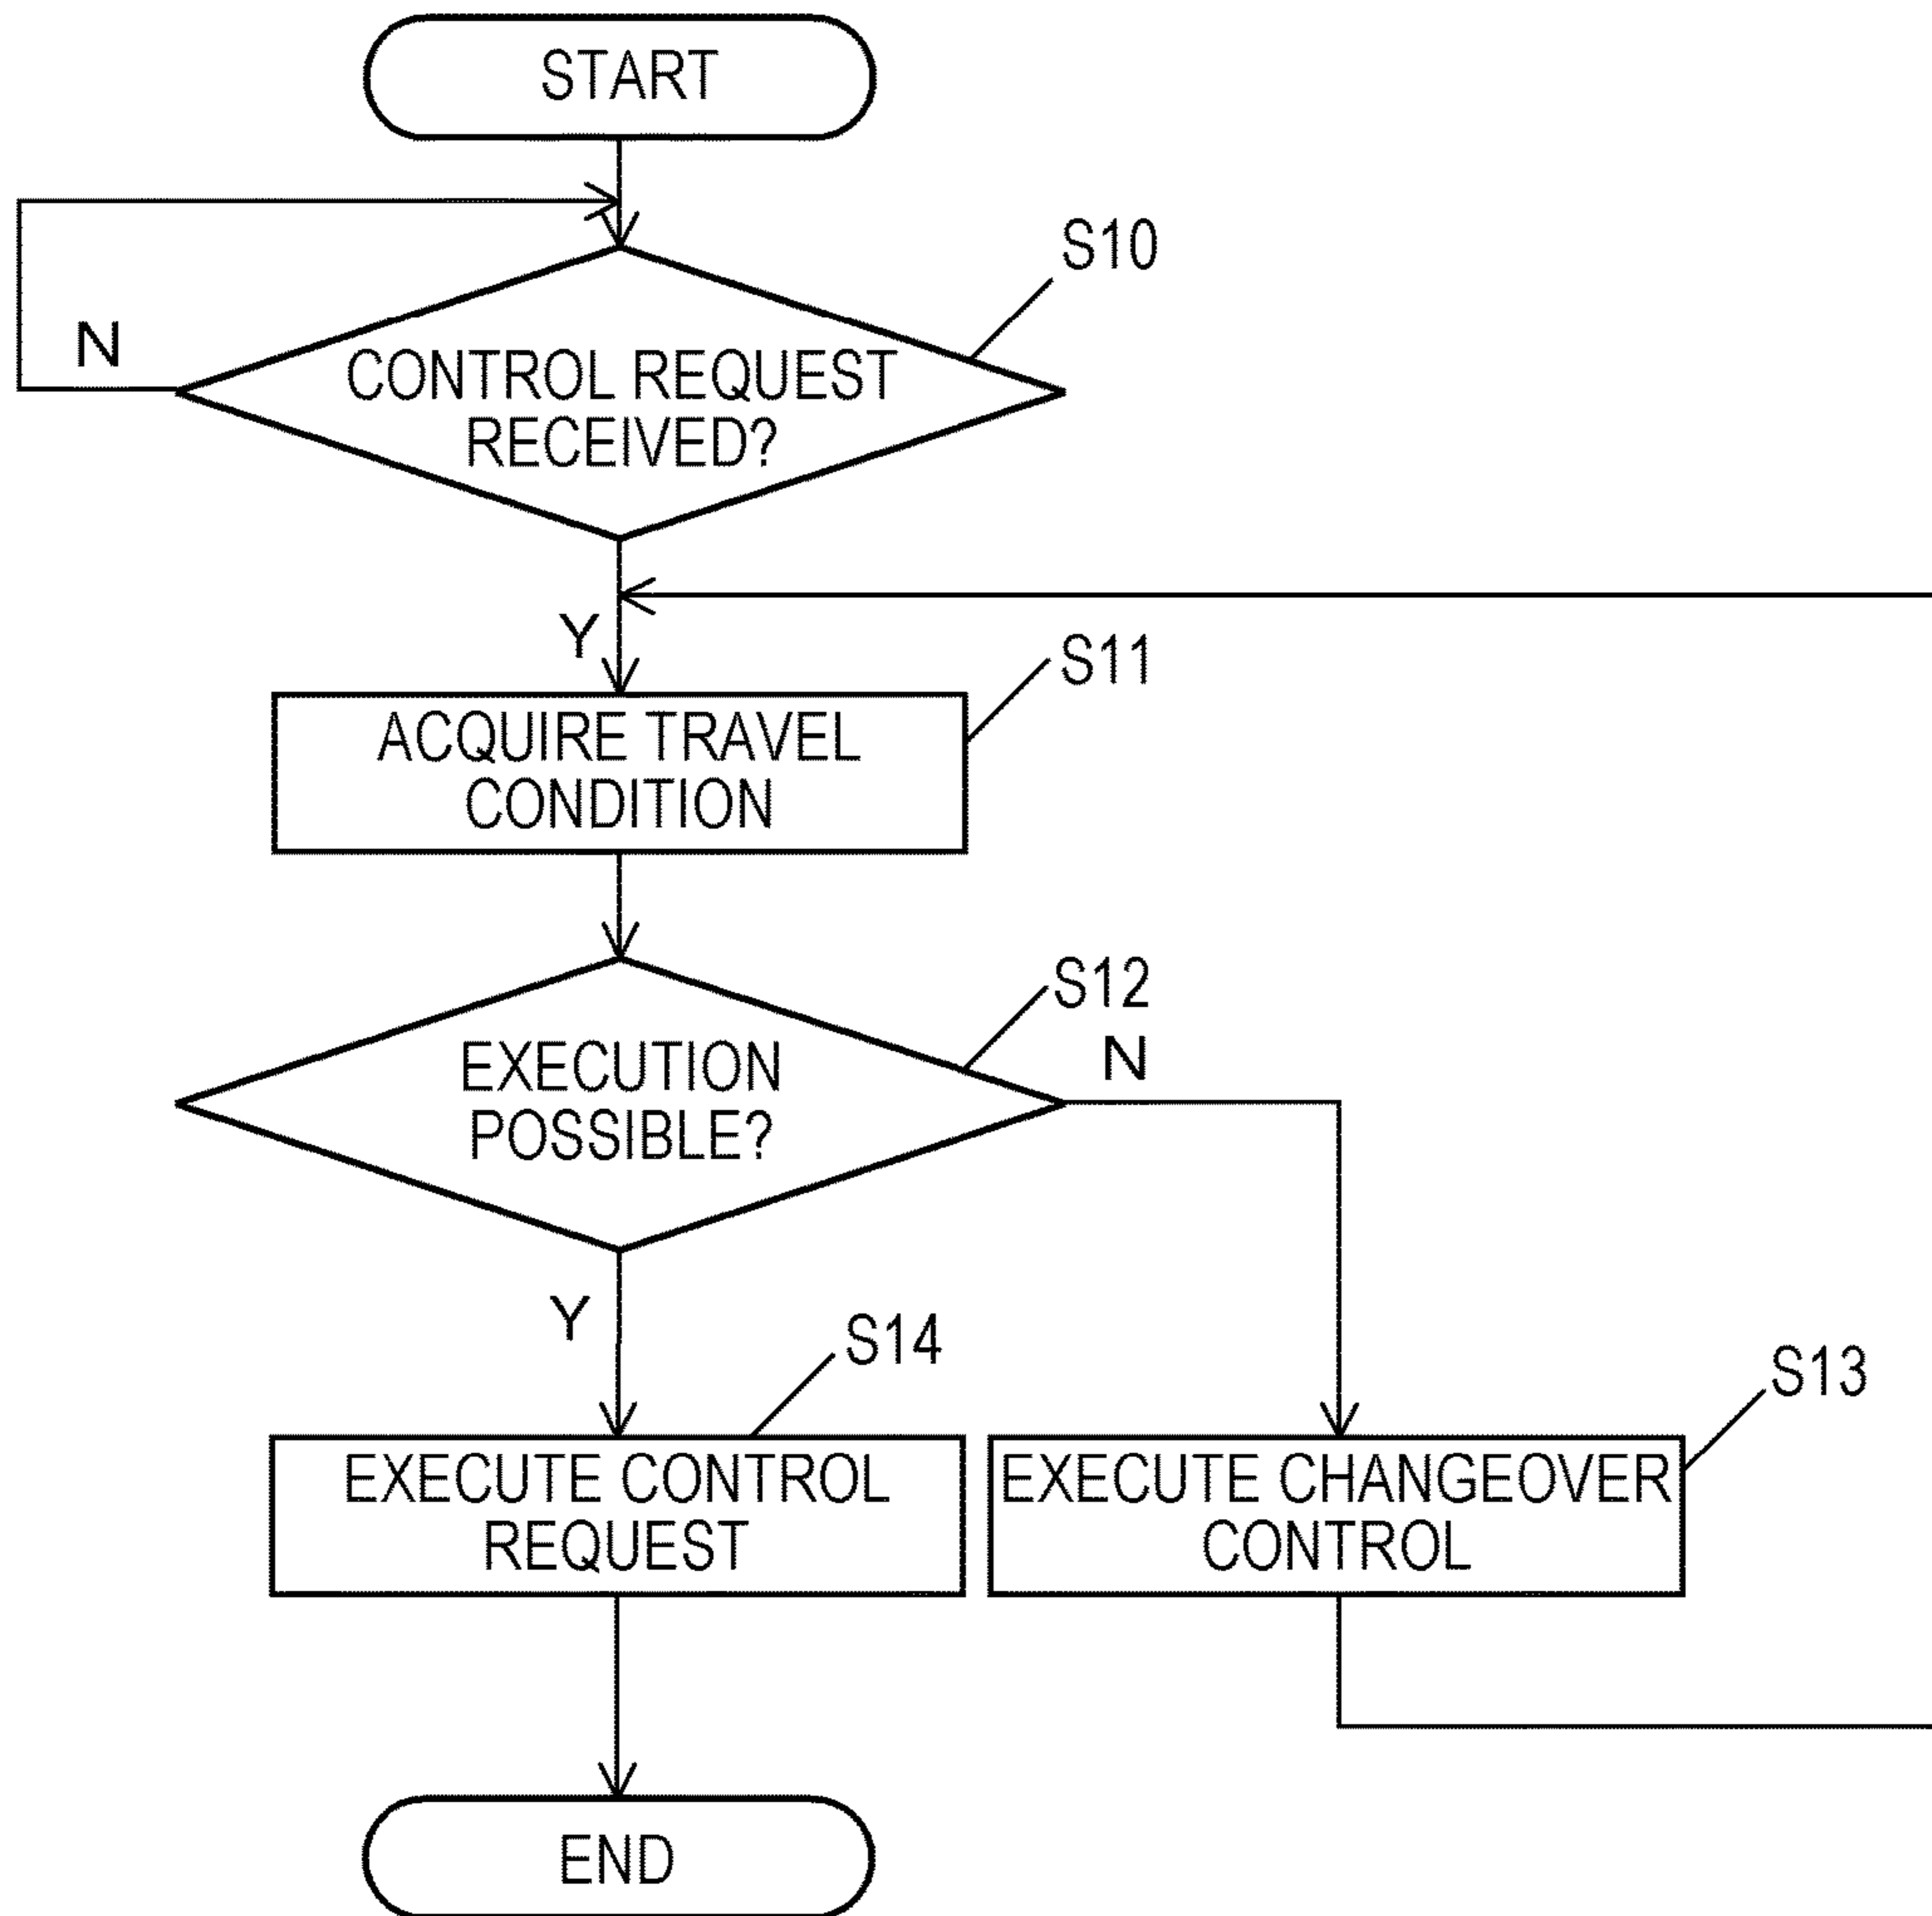 START
S10
N
CONTROL REQUEST
RECEIVED?
Y
S11
ACQUIRE TRAVEL
CONDITION
S12
N
EXECUTION
POSSIBLE?
Y
S14
S13
EXECUTE CONTROL
REQUEST
EXECUTE CHANGEOVER
CONTROL
END